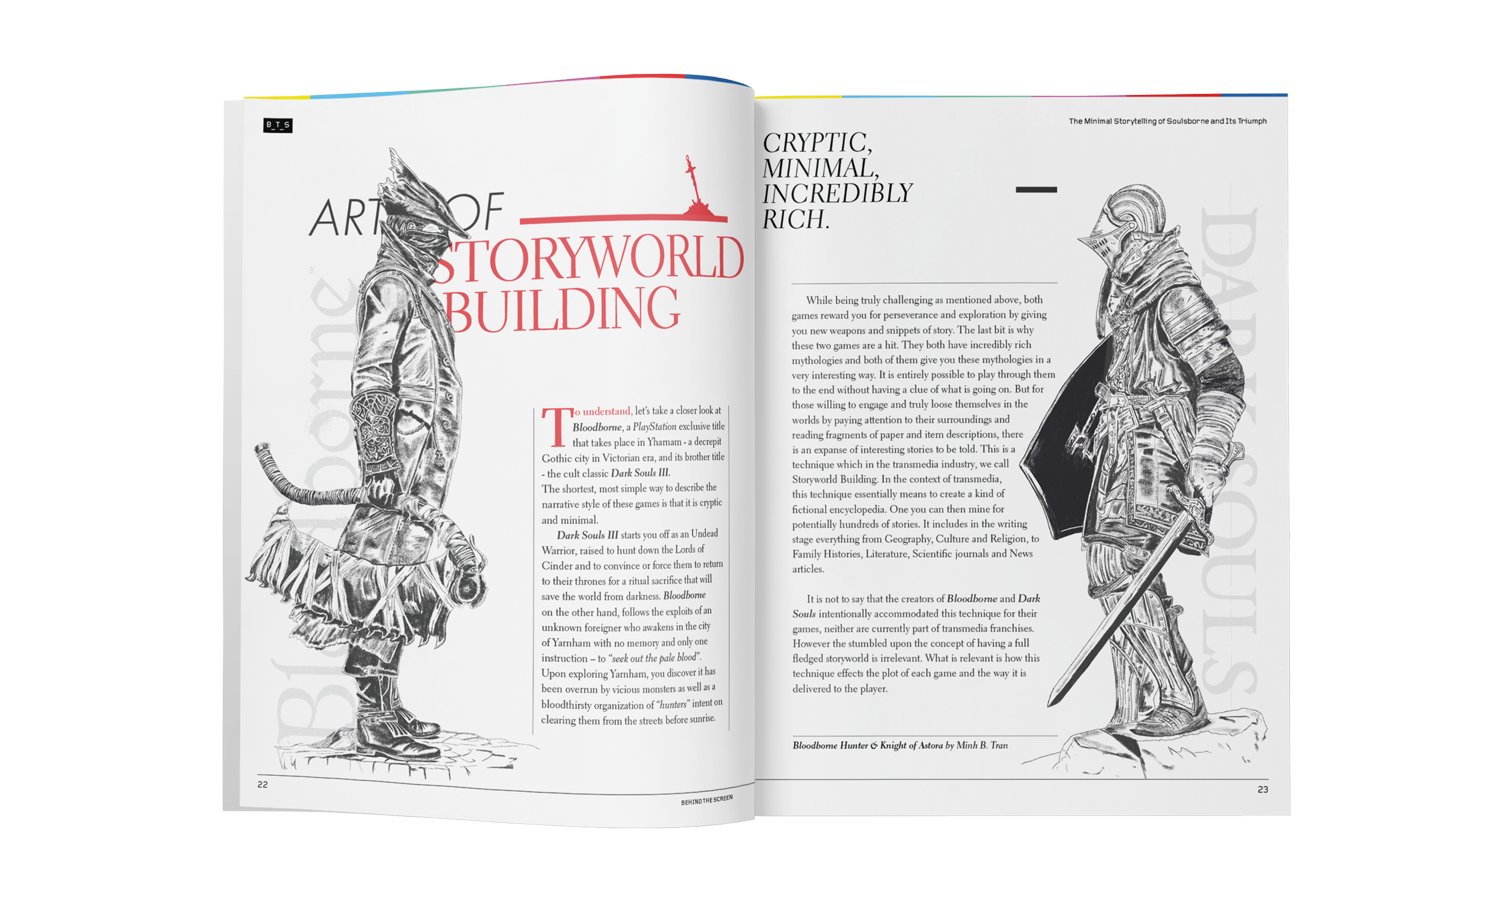 B_T_S
ART OF
STORYWORLD
BUILDING
Bloodborne
To understand, let's take a closer look at
Bloodborne, a PlayStation exclusive title
that takes place in Yhamam - a decrepit
Gothic city in Victorian era, and its brother title
- the cult classic Dark Souls III.
The shortest, most simple way to describe the
narrative style of these games is that it is cryptic
and minimal.
Dark Souls III starts you off as an Undead
Warrior, raised to hunt down the Lords of
Cinder and to convince or force them to return
to their thrones for a ritual sacrifice that will
save the world from darkness. Bloodborne
on the other hand, follows the exploits of an
unknown foreigner who awakens in the city
of Yarnham with no memory and only one
instruction – to "seek out the pale blood".
Upon exploring Yarnham, you discover it has
been overrun by vicious monsters as well as a
bloodthirsty organization of "hunters" intent on
clearing them from the streets before sunrise.
22
BEHIND THE SCREEN
The Minimal Storytelling of Soulsborne and Its Triumph
CRYPTIC,
MINIMAL,
INCREDIBLY
RICH.
DARK SOULS
While being truly challenging as mentioned above, both
games reward you for perseverance and exploration by giving
you new weapons and snippets of story. The last bit is why
these two games are a hit. They both have incredibly rich
mythologies and both of them give you these mythologies in a
very interesting way. It is entirely possible to play through them
to the end without having a clue of what is going on. But for
those willing to engage and truly loose themselves in the
worlds by paying attention to their surroundings and
reading fragments of paper and item descriptions, there
is an expanse of interesting stories to be told. This is a
technique which in the transmedia industry, we call
Storyworld Building. In the context of transmedia,
this technique essentially means to create a kind of
fictional encyclopedia. One you can then mine for
potentially hundreds of stories. It includes in the writing
stage everything from Geography, Culture and Religion, to
Family Histories, Literature, Scientific journals and News
articles.
It is not to say that the creators of Bloodborne and Dark
Souls intentionally accommodated this technique for their
games, neither are currently part of transmedia franchises.
However the stumbled upon the concept of having a full
fledged storyworld is irrelevant. What is relevant is how this
technique effects the plot of each game and the way it is
delivered to the player.
Bloodborne Hunter & Knight of Astora by Minh B. Tran
23